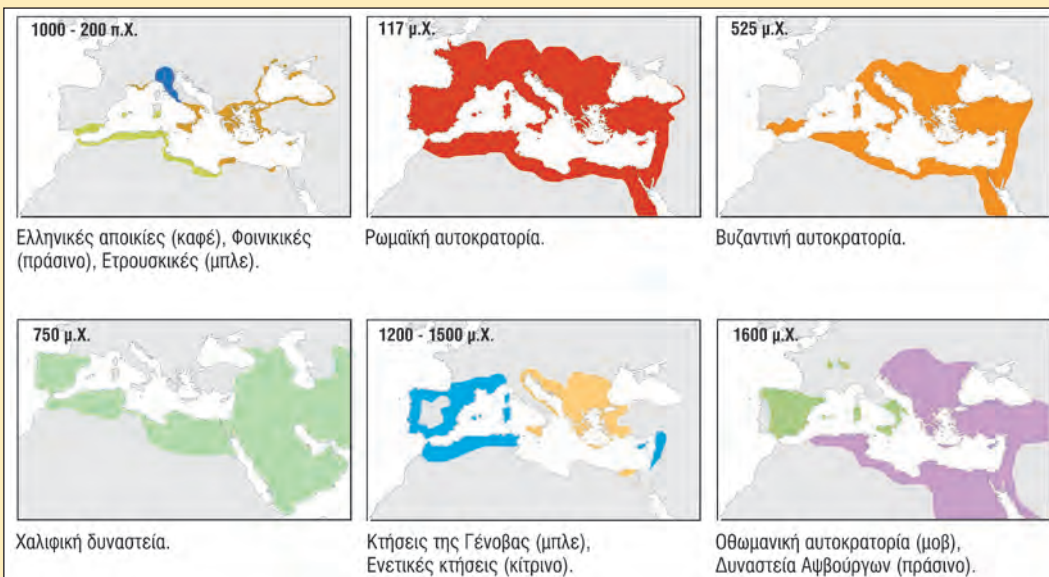 1000 - 200 π.Χ.
Ελληνικές αποικίες (καφέ), Φοινικικές
(πράσινο), Ετρουσκικές (μπλε).
117 μ.Χ.
Ρωμαϊκή αυτοκρατορία.
525 μ.Χ.
Βυζαντινή αυτοκρατορία.
750 μ.Χ.
Χαλιφική δυναστεία.
1200 - 1500 μ.Χ.
Κτήσεις της Γένοβας (μπλε),
Ενετικές κτήσεις (κίτρινο).
1600 μ.Χ.
Οθωμανική αυτοκρατορία (μοβ),
Δυναστεία Αψβούργων (πράσινο).